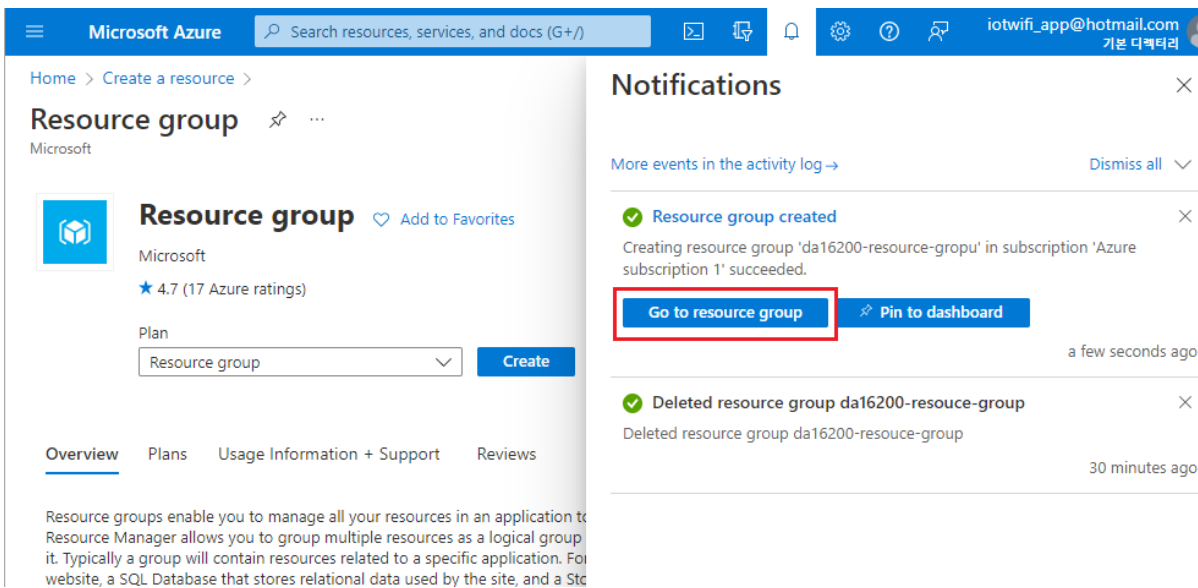 Microsoft Azure
Search resources, services, and docs (G+/)
iotwifi_app@hotmail.com
기본 디렉터리
Home > Create a resource >
Resource group
Microsoft
Resource group
Add to Favorites
Microsoft
4.7 (17 Azure ratings)
Plan
Resource group
Create
Overview Plans Usage Information + Support Reviews
Resource groups enable you to manage all your resources in an application to
Resource Manager allows you to group multiple resources as a logical group
it. Typically a group will contain resources related to a specific application. For
website, a SQL Database that stores relational data used by the site, and a Sto
Notifications
More events in the activity log →
Dismiss all
Resource group created
Creating resource group 'da16200-resource-gropu' in subscription 'Azure
subscription 1' succeeded.
Go to resource group
Pin to dashboard
a few seconds ago
Deleted resource group da16200-resouce-group
Deleted resource group da16200-resouce-group
30 minutes ago